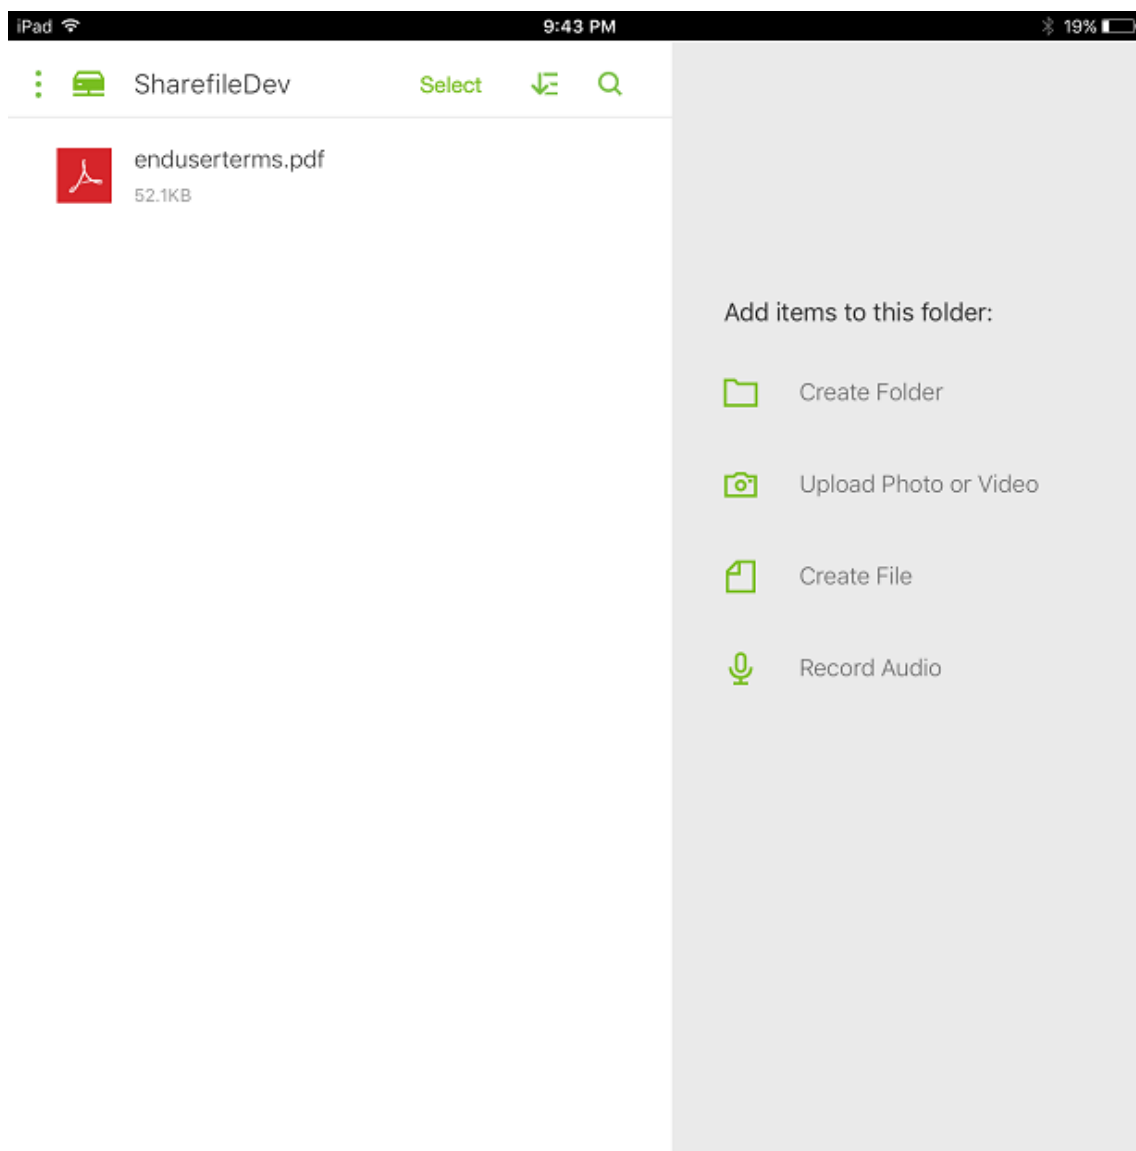 iPad 9:43 PM 19%
SharefileDev Select
enduserterms.pdf
52.1KB
Add items to this folder:
Create Folder
Upload Photo or Video
Create File
Record Audio